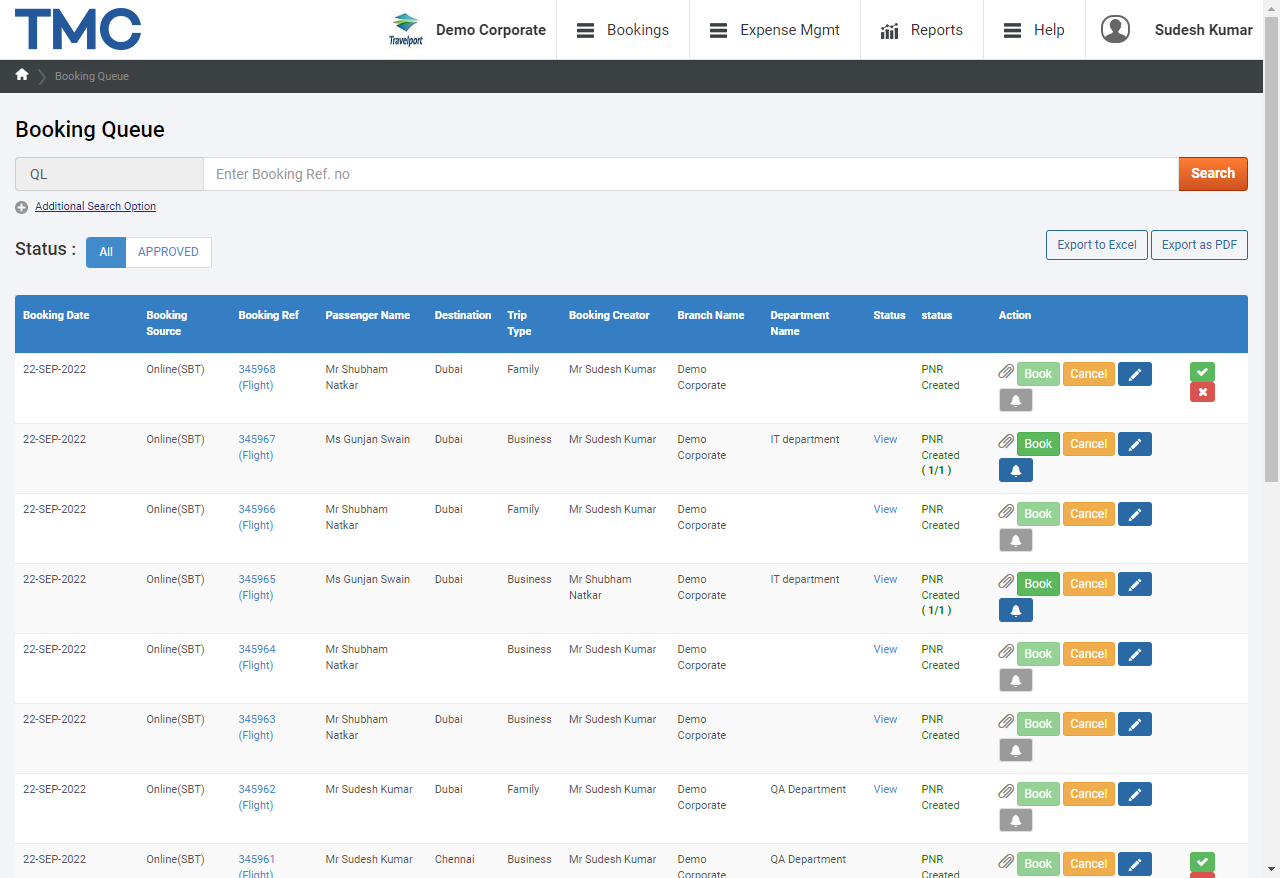 TMC
Travelport
Demo Corporate
Bookings
Expense Mgmt
Reports
Help
Sudesh Kumar
Booking Queue
Booking Queue
QL Enter Booking Ref. no Search
Additional Search Option
Status : All APPROVED Export to Excel Export as PDF
Booking Date Booking Booking Ref Passenger Name Destination Trip Booking Creator Branch Name Department Status status Action
Source Type Name
22-SEP-2022 Online(SBT) 345968 Mr Shubham Dubai Family Mr Sudesh Kumar Demo PNR Book Cancel
(Flight) Natkar Corporate Created
22-SEP-2022 Online(SBT) 345967 Ms Gunjan Swain Dubai Business Mr Sudesh Kumar Demo IT department View PNR Book Cancel
(Flight) Corporate Created
( 1/1 )
22-SEP-2022 Online(SBT) 345966 Mr Shubham Dubai Family Mr Sudesh Kumar Demo View PNR Book Cancel
(Flight) Natkar Corporate Created
22-SEP-2022 Online(SBT) 345965 Ms Gunjan Swain Dubai Business Mr Shubham Demo IT department View PNR Book Cancel
(Flight) Natkar Corporate Created
( 1/1 )
22-SEP-2022 Online(SBT) 345964 Mr Shubham Business Mr Sudesh Kumar Demo View PNR Book Cancel
(Flight) Natkar Corporate Created
22-SEP-2022 Online(SBT) 345963 Mr Shubham Dubai Business Mr Sudesh Kumar Demo View PNR Book Cancel
(Flight) Natkar Corporate Created
22-SEP-2022 Online(SBT) 345962 Mr Sudesh Kumar Dubai Family Mr Sudesh Kumar Demo QA Department View PNR Book Cancel
(Flight) Corporate Created
22-SEP-2022 Online(SBT) 345961 Mr Sudesh Kumar Chennai Business Mr Sudesh Kumar Demo QA Department PNR Book Cancel
(Flight) Corporate Created